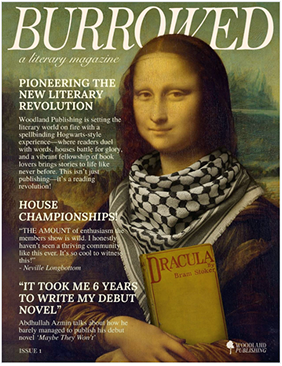 BURROWED
a literary magazine
PIONEERING THE
NEW LITERARY
REVOLUTION
Woodland Publishing is setting the
literary world on fire with a
spellbinding Hogwarts-style
experience—where readers duel
with words, houses battle for glory,
and a vibrant fellowship of book
lovers brings stories to life like
never before. This isn't just
publishing—it's a reading
revolution!
HOUSE
CHAMPIONSHIPS!
"THE AMOUNT of enthusiasm the
members show is wild. I honestly
haven't seen a thriving community
like this ever. It's so cool to witness
this!"
- Neville Longbottom
"IT TOOK ME 6 YEARS
TO WRITE MY DEBUT
NOVEL"
Abdhullah Azmin talks about how he
barely managed to publish his debut
novel 'Maybe They Won't'
ISSUE 1
DRACULA
Bram Stoker
WOODLAND
PUBLISHING